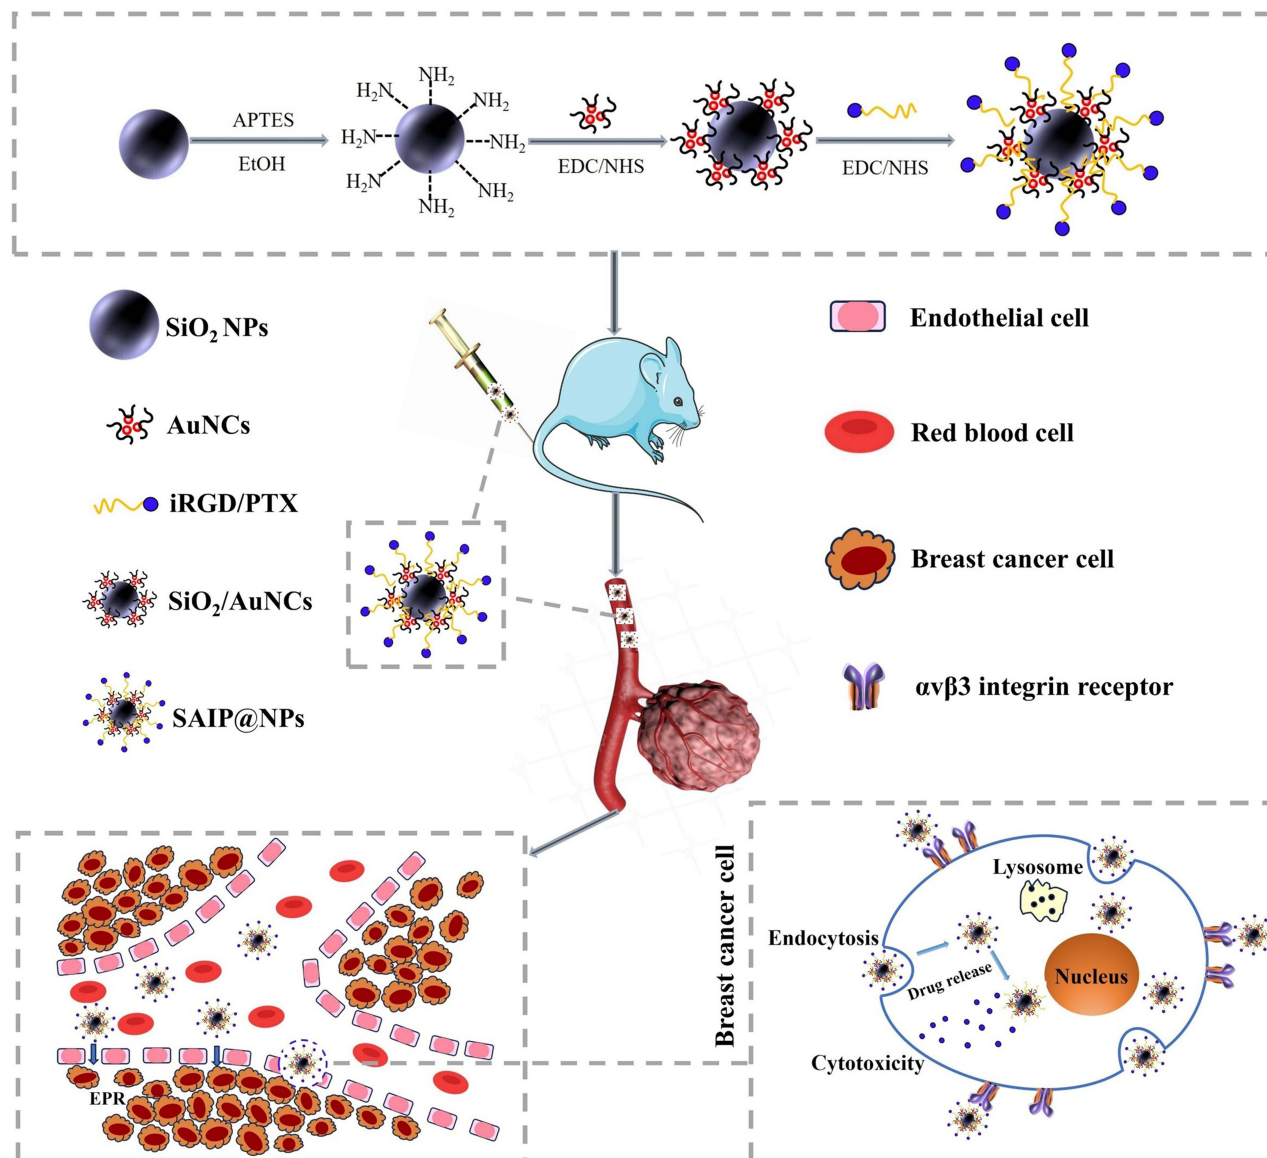 APTES
EtOH
H₂N
NH₂
NH₂
H₂N
NH₂
H₂N
NH₂
NH₂
EDC/NHS
EDC/NHS
SiO₂ NPs
AuNCs
iRGD/PTX
SiO₂/AuNCs
SAIP@NPs
Endothelial cell
Red blood cell
Breast cancer cell
αvβ3 integrin receptor
EPR
Breast cancer cell
Lysosome
Endocytosis
Drug release
Nucleus
Cytotoxicity